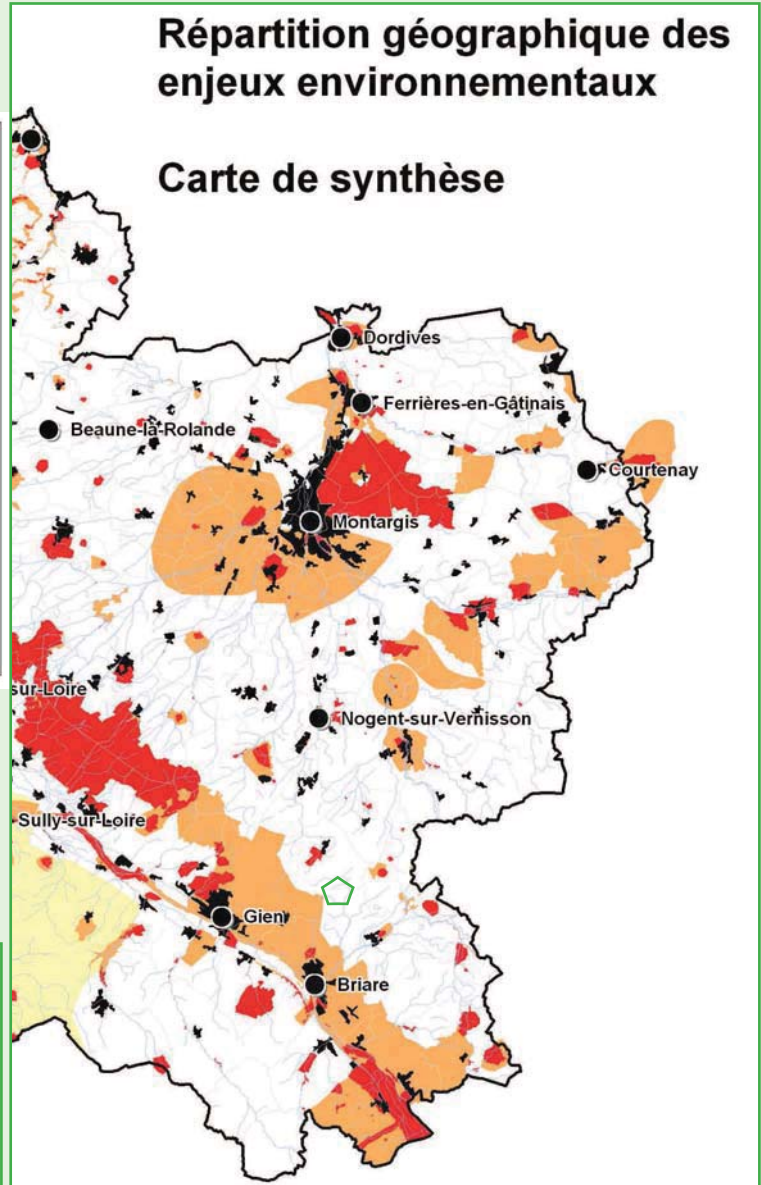 Répartition géographique des
enjeux environnementaux
Carte de synthèse
Dordives
Ferrières-en-Gâtinais
Beaune-la-Rolande
Courtenay
Montargis
sur-Loire
Nogent-sur-Vernisson
Sully-sur-Loire
Gien
Briare